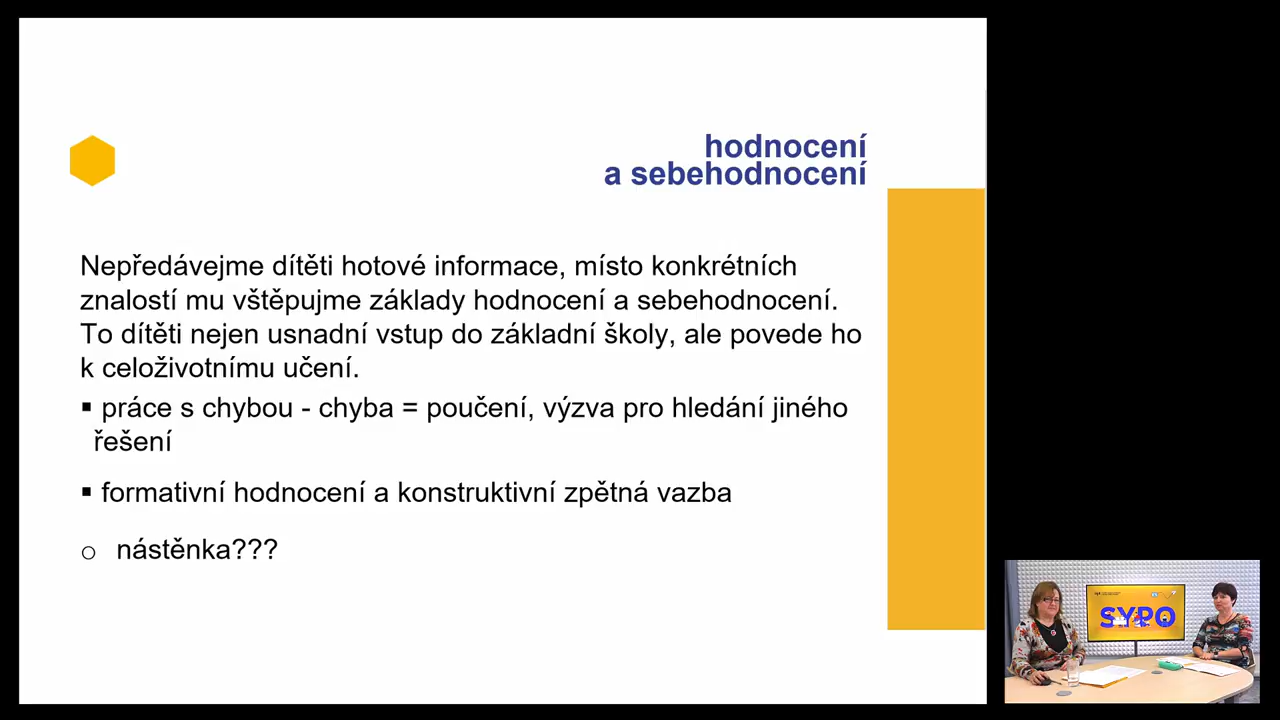 hodnocení
a sebehodnocení
Nepředávejme dítěti hotové informace, místo konkrétních
znalostí mu vštěpujme základy hodnocení a sebehodnocení.
To dítěti nejen usnadní vstup do základní školy, ale povede ho
k celoživotnímu učení.
▪ práce s chybou - chyba = poučení, výzva pro hledání jiného
řešení
▪ formativní hodnocení a konstruktivní zpětná vazba
o nástěnka???
SYPO